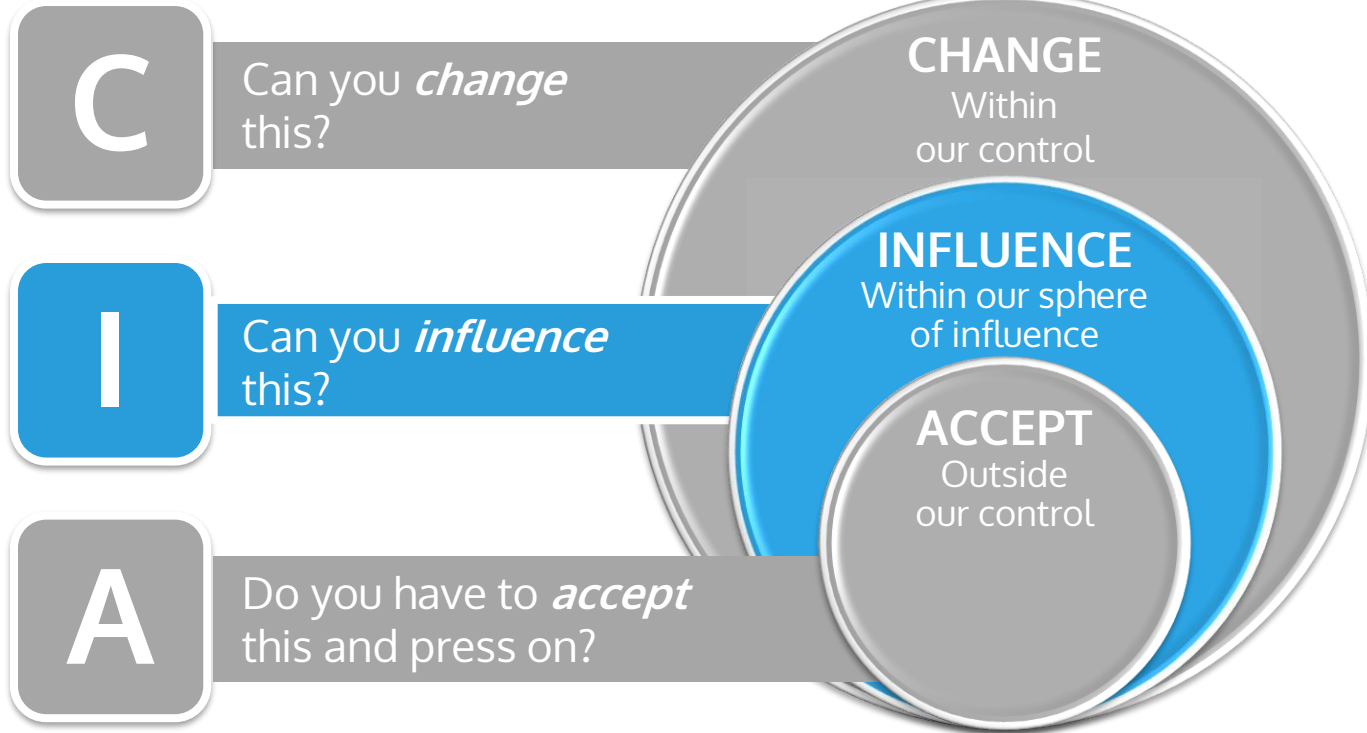 C
Can you change
this?
I
Can you influence
this?
A
Do you have to accept
this and press on?
CHANGE
Within
our control
INFLUENCE
Within our sphere
of influence
ACCEPT
Outside
our control